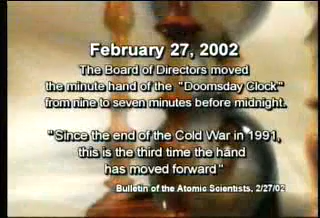 February 27, 2002
The Board of Directors moved
the minute hand of the "Doomsday Clock"
from nine to seven minutes before midnight.
"Since the end of the Cold War in 1991,
this is the third time the hand
has moved forward"
Bulletin of the Atomic Scientists, 2/27/02